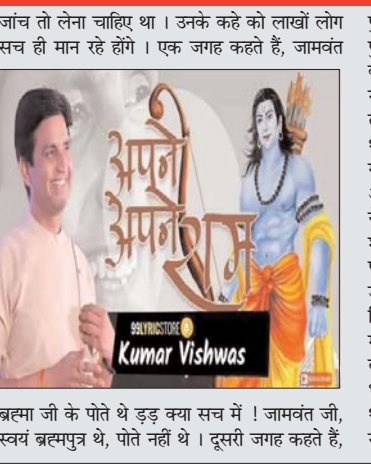 जांच तो लेना चाहिए था । उनके कहे को लाखों लोग
सच ही मान रहे होंगे । एक जगह कहते हैं, जामवंत
अपने
अपने राम
99LYRICSTORE
Kumar Vishwas
ब्रह्मा जी के पोते थे ड्ड क्या सच में ! जामवंत जी,
स्वयं ब्रह्मपुत्र थे, पोते नहीं थे । दूसरी जगह कहते हैं,